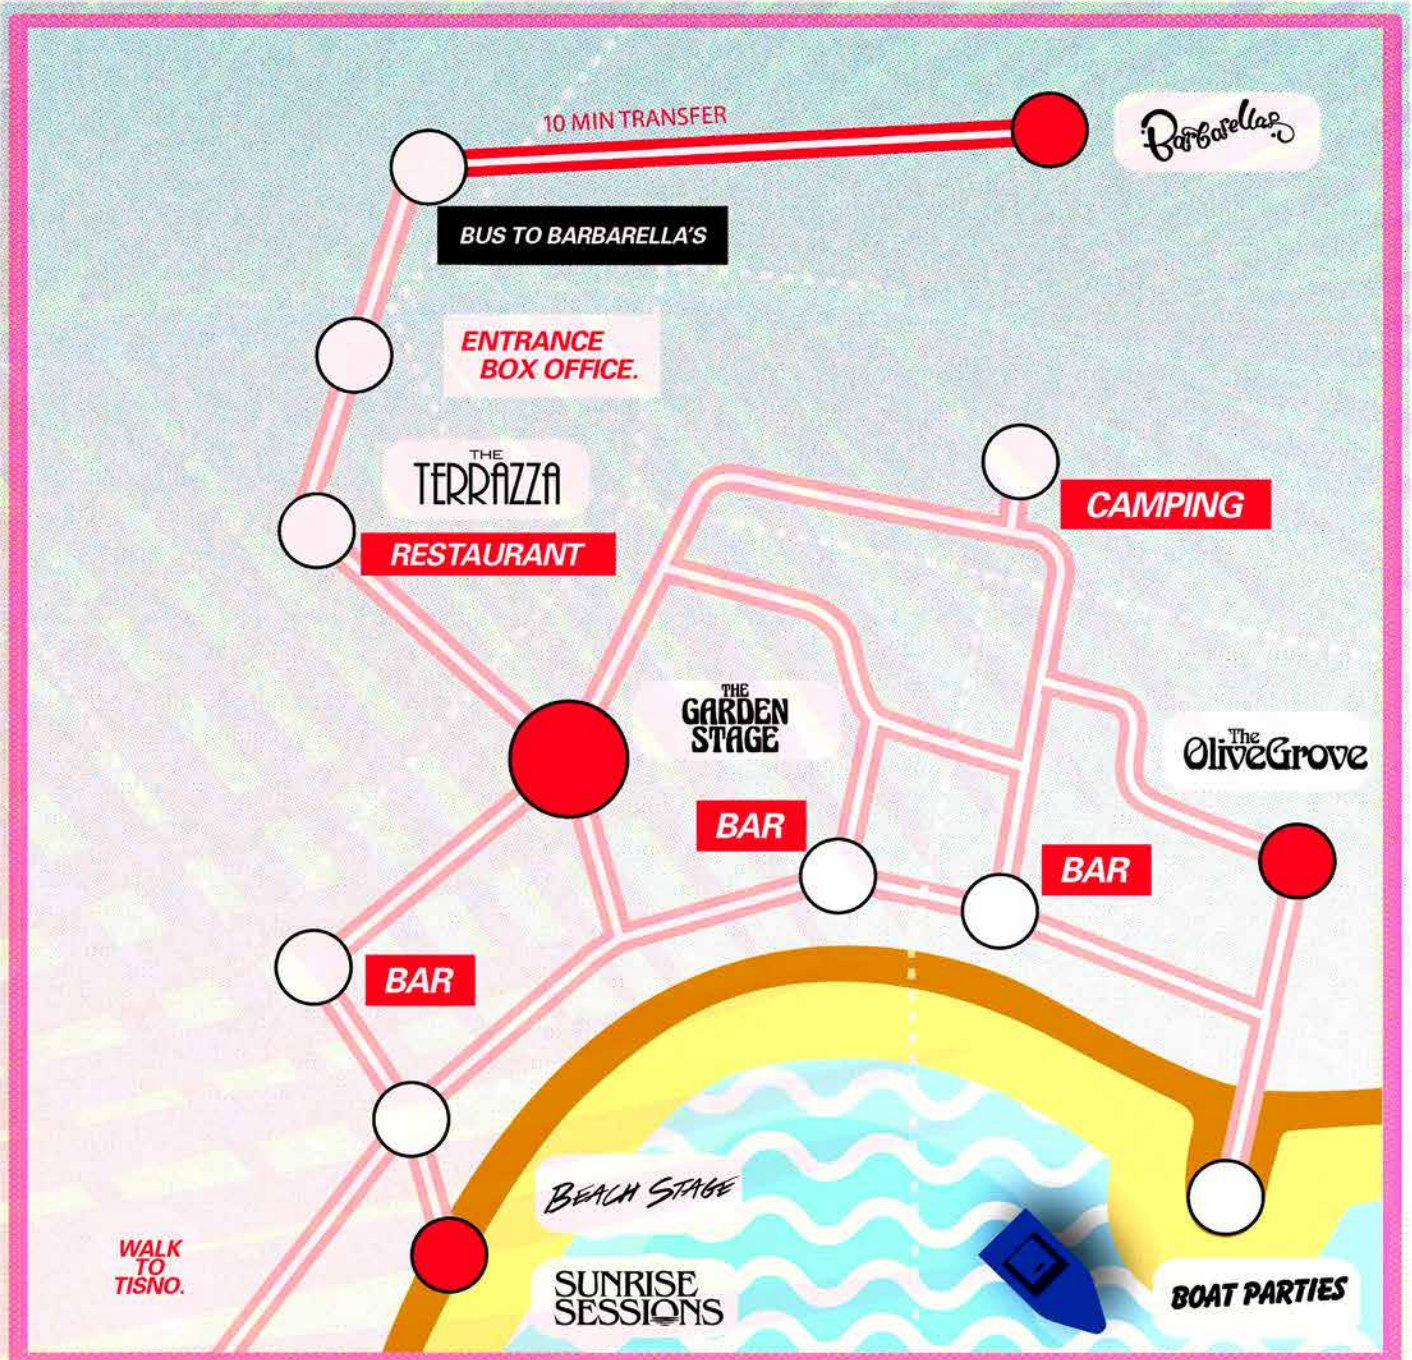 10 MIN TRANSFER
Barbarellas
BUS TO BARBARELLA'S
ENTRANCE
BOX OFFICE.
THE
TERRAZZA
RESTAURANT
CAMPING
THE
GARDEN
STAGE
The
OliveGrove
BAR
BAR
BAR
BEACH STAGE
WALK
TO
TISNO.
SUNRISE
SESSIONS
BOAT PARTIES